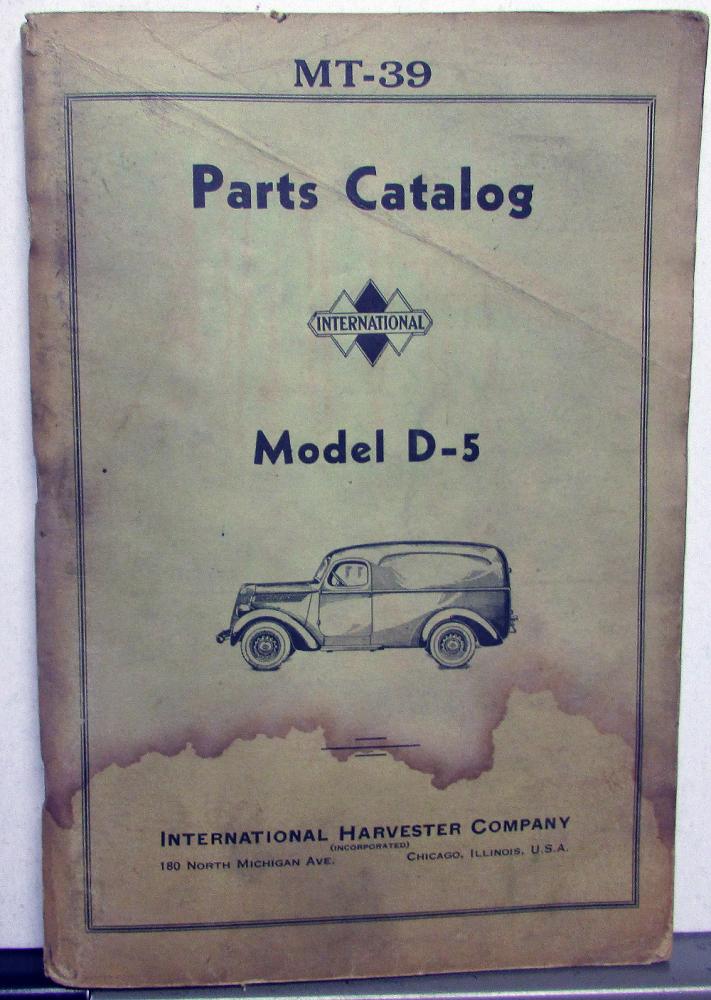 MT-39
Parts Catalog
INTERNATIONAL
Model D-5
INTERNATIONAL HARVESTER COMPANY
(INCORPORATED)
180 NORTH MICHIGAN AVE. CHICAGO, ILLINOIS, U.S.A.